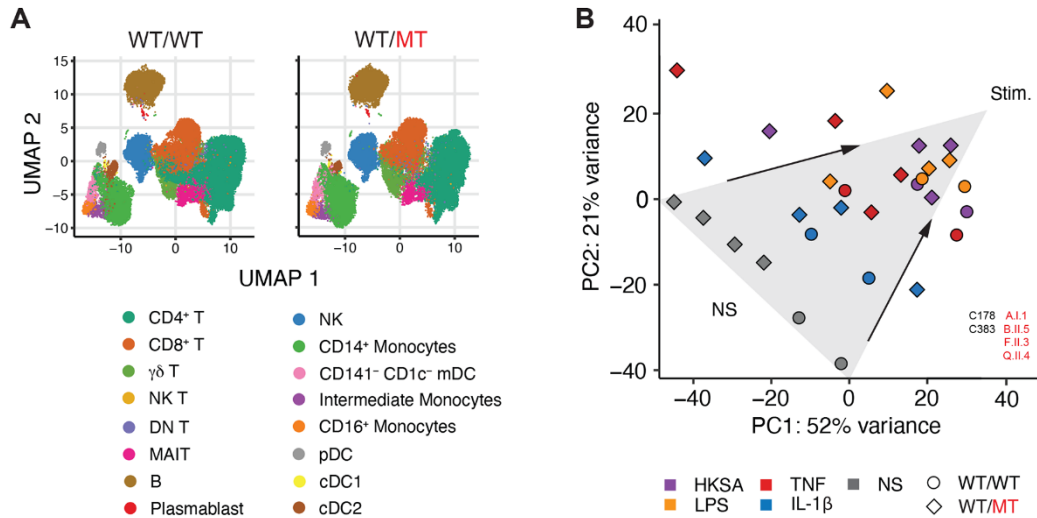 A
WT/WT
WT/MT
15
10
5
0
−5
−10
−10
0
10
−10
0
10
UMAP 2
UMAP 1
CD4⁺ T
CD8⁺ T
γδ T
NK T
DN T
MAIT
B
Plasmablast
NK
CD14⁺ Monocytes
CD141⁻ CD1c⁻ mDC
Intermediate Monocytes
CD16⁺ Monocytes
pDC
cDC1
cDC2
B
Stim.
NS
20
0
−20
−40
−40
−20
0
20
40
PC2: 21% variance
PC1: 52% variance
C178 A.I.1
C383 B.II.5
F.II.3
Q.II.4
HKSA
TNF
NS
WT/WT
LPS
IL-1β
WT/MT